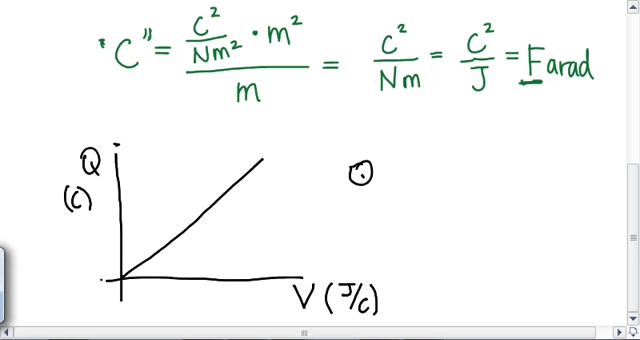 "C" = C²/Nm² · m² / m = C²/Nm = C²/J = Farad
Q
(C)
V (J/C)